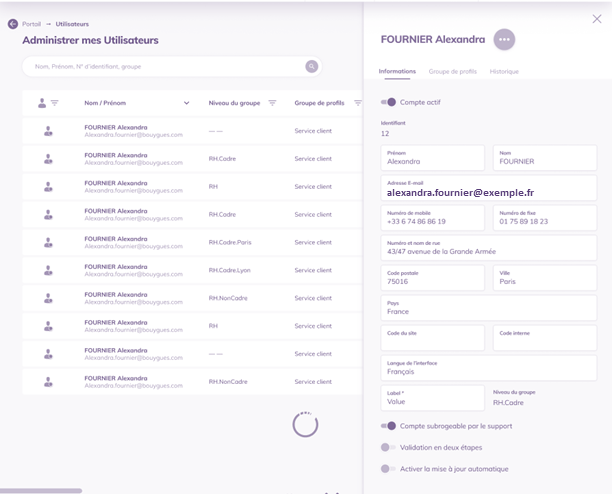 Portail → Utilisateurs
Administrer mes Utilisateurs
Nom, Prénom, N° d'identifant, groupe
Nom / Prénom Niveau du groupe Groupe de profils
FOURNIER Alexandra
Alexandra.fournier@bouygues.com
— — Service client
FOURNIER Alexandra
Alexandra.fournier@bouygues.com
RH.Cadre Service client
FOURNIER Alexandra
Alexandra.fournier@bouygues.com
RH Service client
FOURNIER Alexandra
Alexandra.fournier@bouygues.com
RH.Cadre Service client
FOURNIER Alexandra
Alexandra.fournier@bouygues.com
RH.Cadre.Paris Service client
FOURNIER Alexandra
Alexandra.fournier@bouygues.com
RH.Cadre.Lyon Service client
FOURNIER Alexandra
Alexandra.fournier@bouygues.com
RH.NonCadre Service client
FOURNIER Alexandra
Alexandra.fournier@bouygues.com
RH Service client
FOURNIER Alexandra
Alexandra.fournier@bouygues.com
— — Service client
FOURNIER Alexandra
Alexandra.fournier@bouygues.com
RH.NonCadre Service client
FOURNIER Alexandra
Informations Groupe de profils Historique
Compte actif
Identifiant
12
Prénom Nom
Alexandra FOURNIER
Adresse E-mail
alexandra.fournier@exemple.fr
Numéro de mobile Numéro de fixe
+33 6 74 86 86 19 01 75 89 18 23
Numéro et nom de rue
43/47 avenue de la Grande Armée
Code postale Ville
75016 Paris
Pays
France
Code du site Code interne
Langue de l'interface
Français
Label * Niveau du groupe
Value RH.Cadre
Compte subrogeable par le support
Validation en deux étapes
Activer la mise à jour automatique